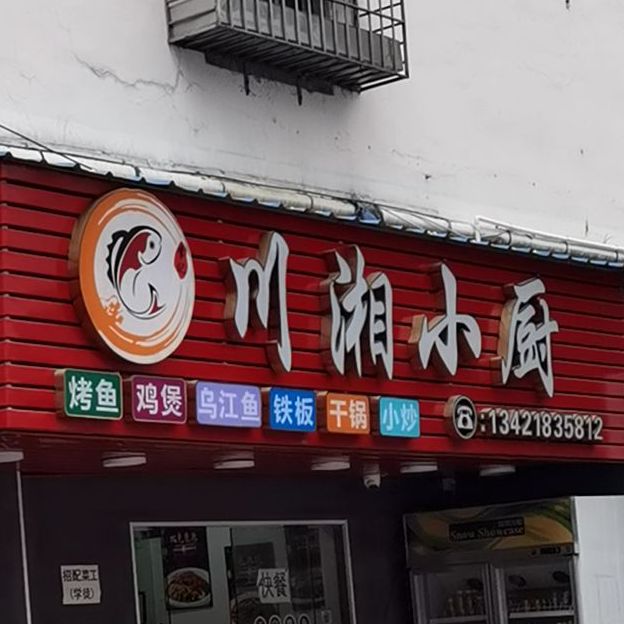 川湘小厨
烤鱼 鸡煲 乌江鱼 铁板 干锅 小炒
☎:13421835812
招配菜工
(学徒)
快餐
Snow Showcase